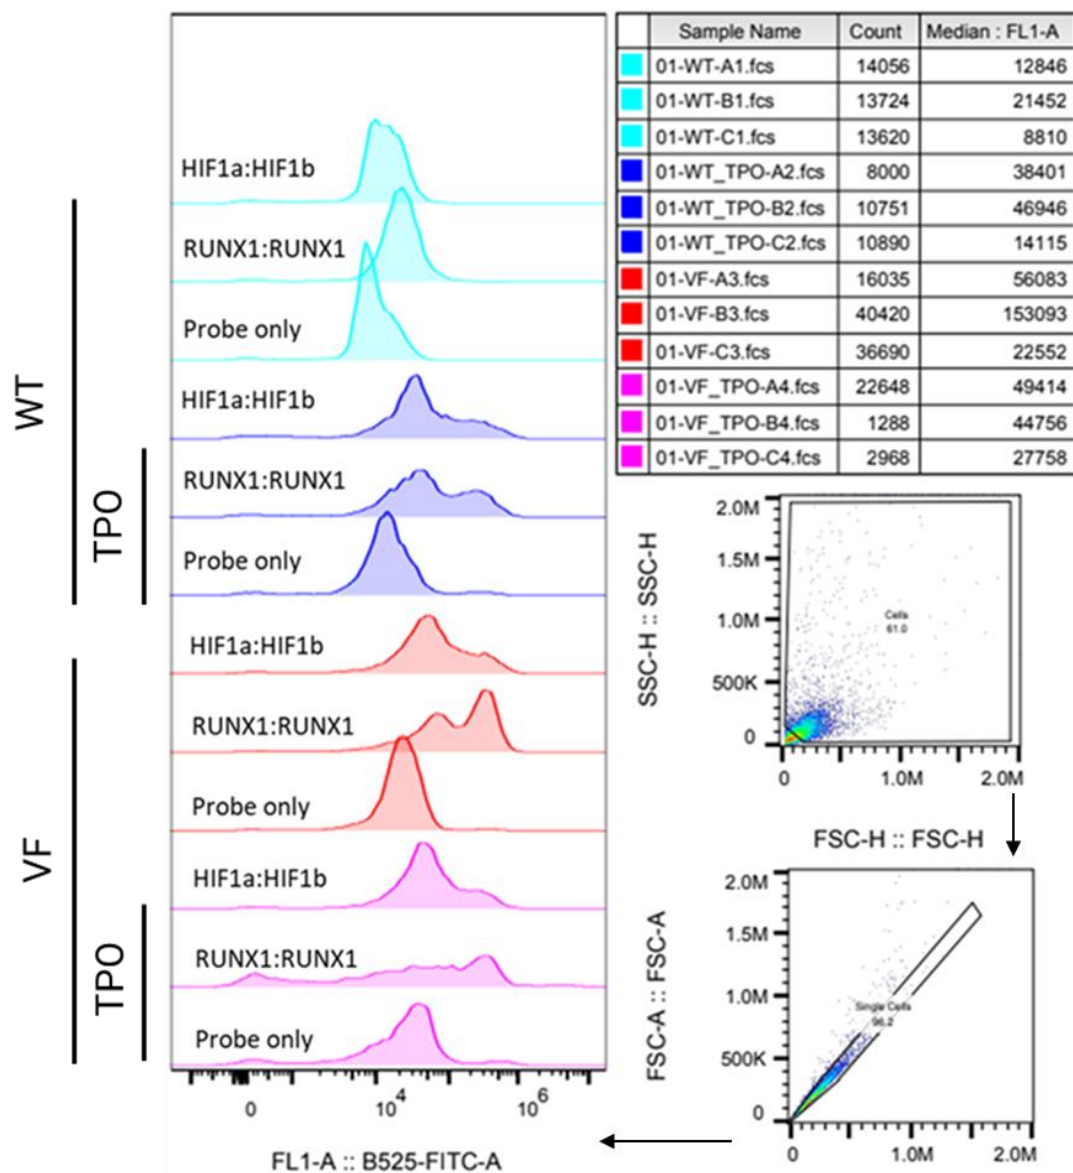 WT
TPO
VF
TPO
HIF1a:HIF1b
RUNX1:RUNX1
Probe only
HIF1a:HIF1b
RUNX1:RUNX1
Probe only
HIF1a:HIF1b
RUNX1:RUNX1
Probe only
HIF1a:HIF1b
RUNX1:RUNX1
Probe only
0 10^4 10^6
FL1-A :: B525-FITC-A
Sample Name Count Median : FL1-A
01-WT-A1.fcs 14056 12846
01-WT-B1.fcs 13724 21452
01-WT-C1.fcs 13620 8810
01-WT_TPO-A2.fcs 8000 38401
01-WT_TPO-B2.fcs 10751 46946
01-WT_TPO-C2.fcs 10890 14115
01-VF-A3.fcs 16035 56083
01-VF-B3.fcs 40420 153093
01-VF-C3.fcs 36690 22552
01-VF_TPO-A4.fcs 22648 49414
01-VF_TPO-B4.fcs 1288 44756
01-VF_TPO-C4.fcs 2968 27758
SSC-H :: SSC-H
2.0M
1.5M
1.0M
500K
0
Cells
61.0
0 1.0M 2.0M
FSC-H :: FSC-H
FSC-A :: FSC-A
2.0M
1.5M
1.0M
500K
0
Single Cells
96.2
0 1.0M 2.0M